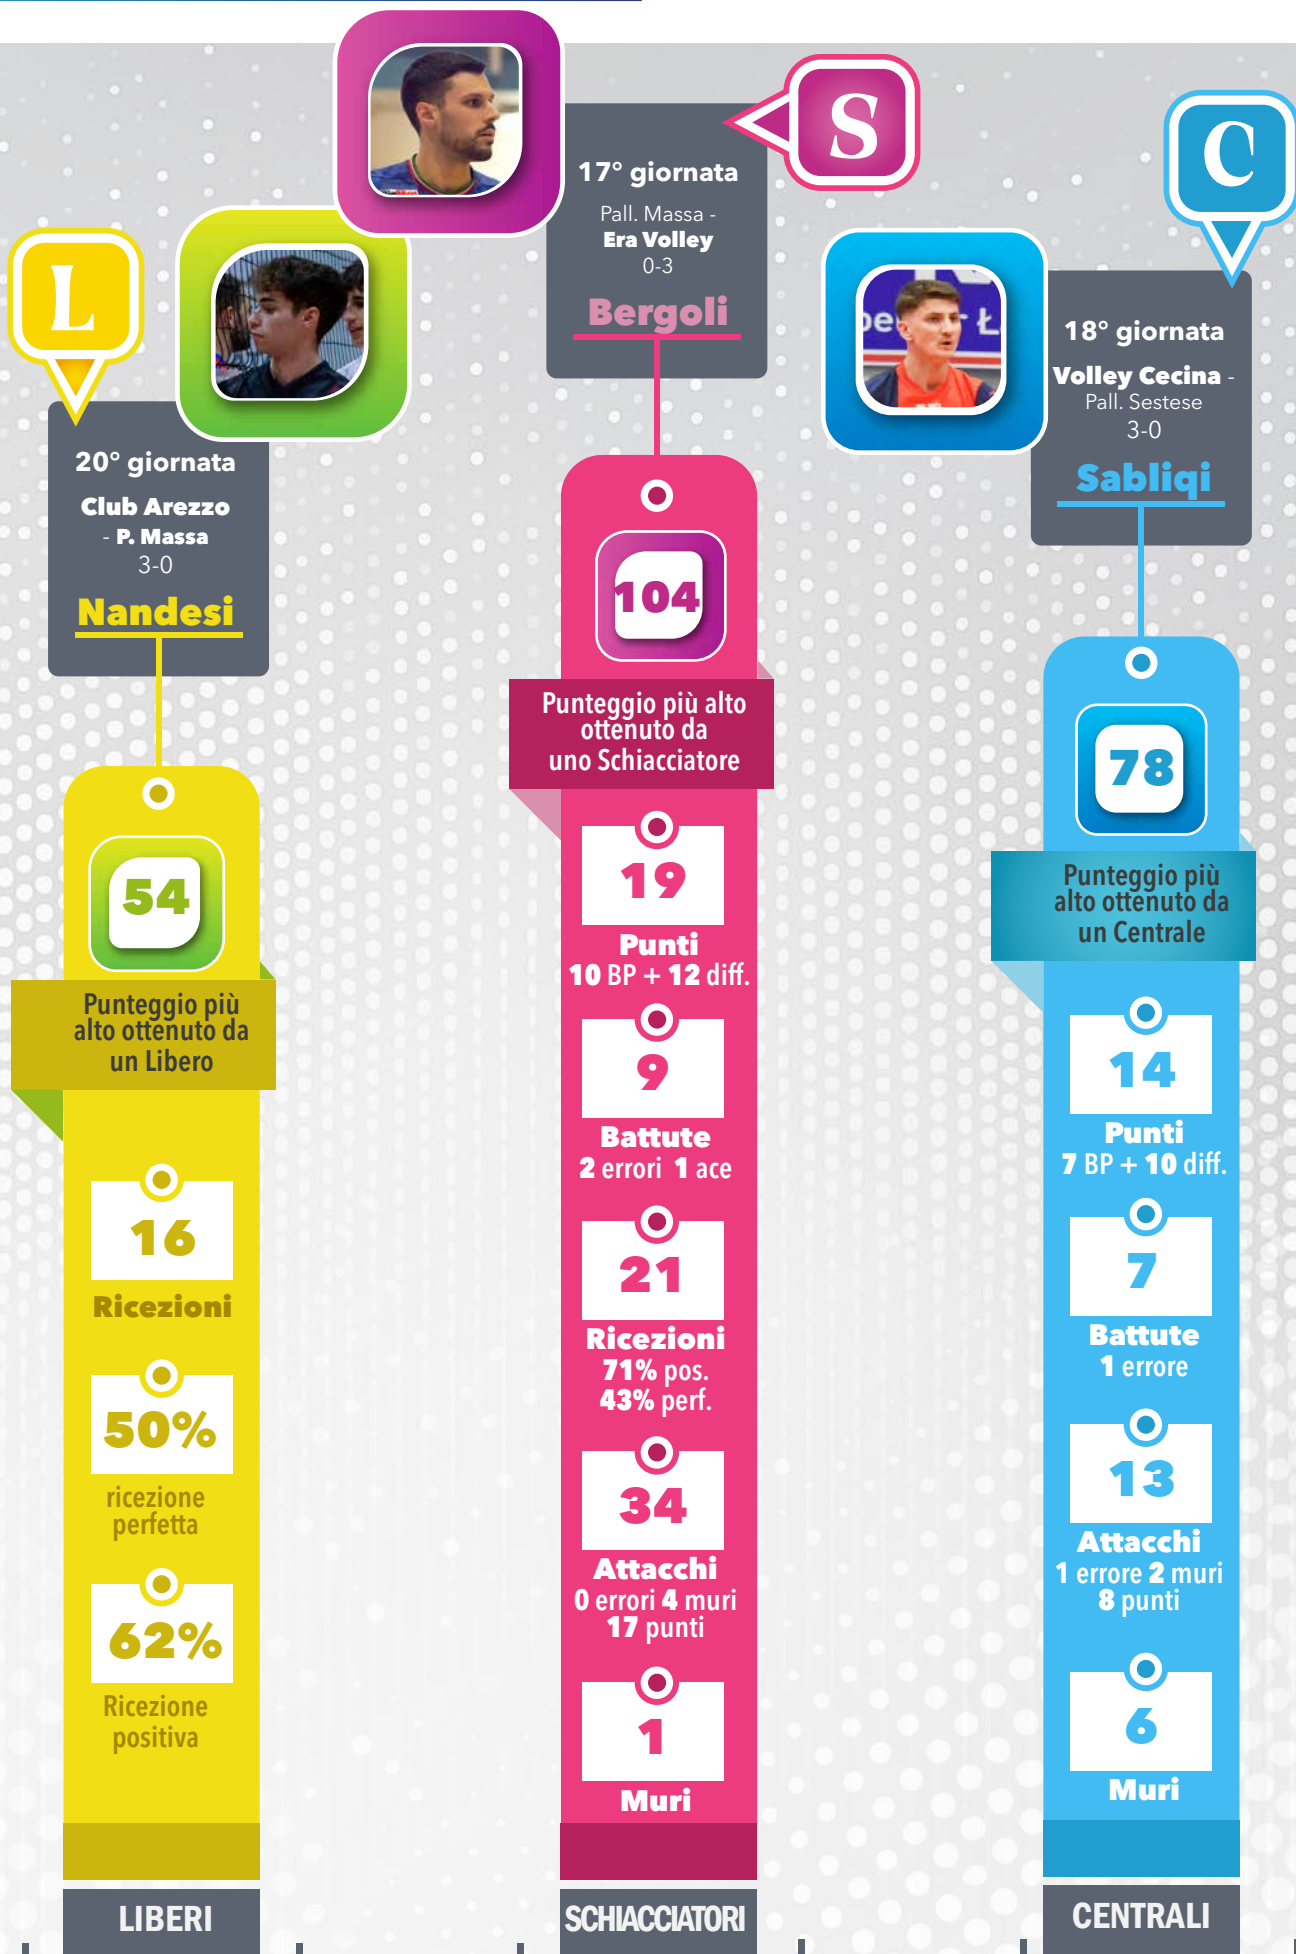 L
20° giornata
Club Arezzo
- P. Massa
3-0
Nandesi
54
Punteggio più
alto ottenuto da
un Libero
16
Ricezioni
50%
ricezione
perfetta
62%
Ricezione
positiva
LIBERI
S
17° giornata
Pall. Massa -
Era Volley
0-3
Bergoli
104
Punteggio più alto
ottenuto da
uno Schiacciatore
19
Punti
10 BP + 12 diff.
9
Battute
2 errori 1 ace
21
Ricezioni
71% pos.
43% perf.
34
Attacchi
0 errori 4 muri
17 punti
1
Muri
SCHIACCIATORI
C
18° giornata
Volley Cecina -
Pall. Sestese
3-0
Sabliqi
78
Punteggio più
alto ottenuto da
un Centrale
14
Punti
7 BP + 10 diff.
7
Battute
1 errore
13
Attacchi
1 errore 2 muri
8 punti
6
Muri
CENTRALI